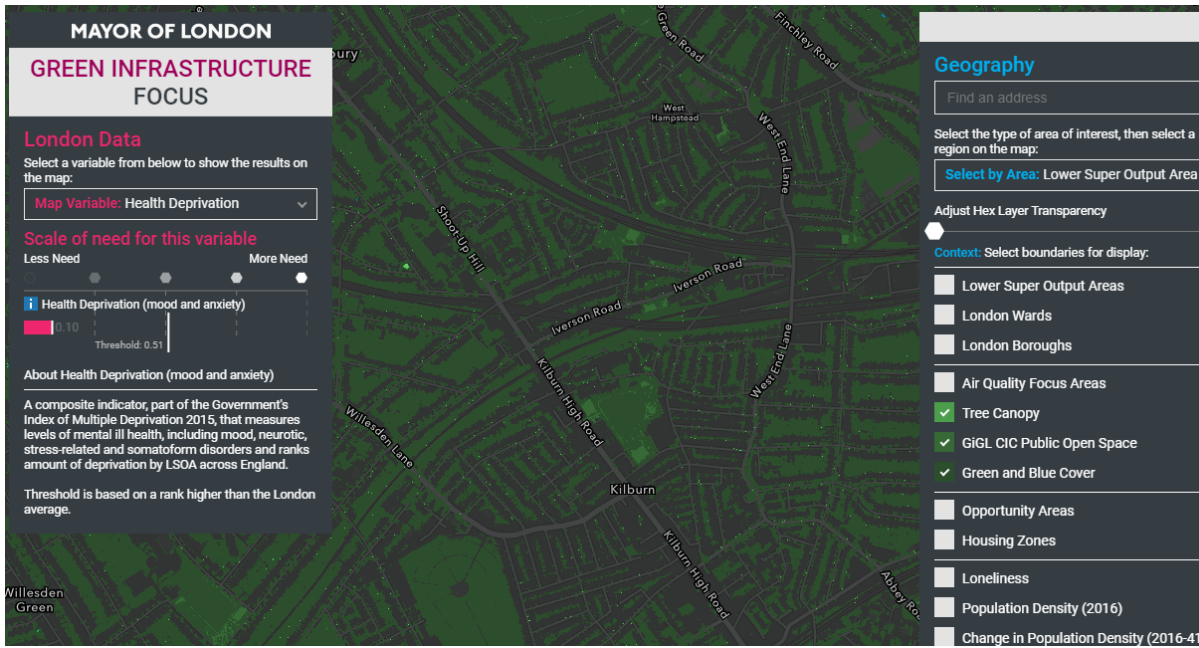 MAYOR OF LONDON
GREEN INFRASTRUCTURE
FOCUS
London Data
Select a variable from below to show the results on
the map:
Map Variable: Health Deprivation
Scale of need for this variable
Less Need
More Need
i Health Deprivation (mood and anxiety)
0.10
Threshold: 0.51
About Health Deprivation (mood and anxiety)
A composite indicator, part of the Government's
Index of Multiple Deprivation 2015, that measures
levels of mental ill health, including mood, neurotic,
stress-related and somatoform disorders and ranks
amount of deprivation by LSOA across England.
Threshold is based on a rank higher than the London
average.
bury
Green Road
Finchley Road
West
Hampstead
West End Lane
Shoot-Up Hill
Iverson Road
Iverson Road
West End Lane
Kilburn High Road
Willesden Lane
Kilburn
Kilburn High Road
Abbey Ro
Willesden
Green
Geography
Find an address
Select the type of area of interest, then select a
region on the map:
Select by Area: Lower Super Output Area
Adjust Hex Layer Transparency
Context: Select boundaries for display:
Lower Super Output Areas
London Wards
London Boroughs
Air Quality Focus Areas
Tree Canopy
GiGL CIC Public Open Space
Green and Blue Cover
Opportunity Areas
Housing Zones
Loneliness
Population Density (2016)
Change in Population Density (2016-41